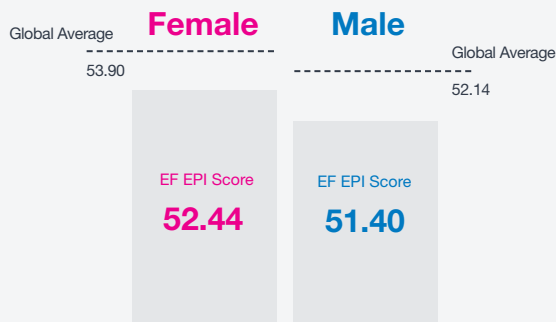 Female
Male
Global Average
53.90
Global Average
52.14
EF EPI Score
52.44
EF EPI Score
51.40